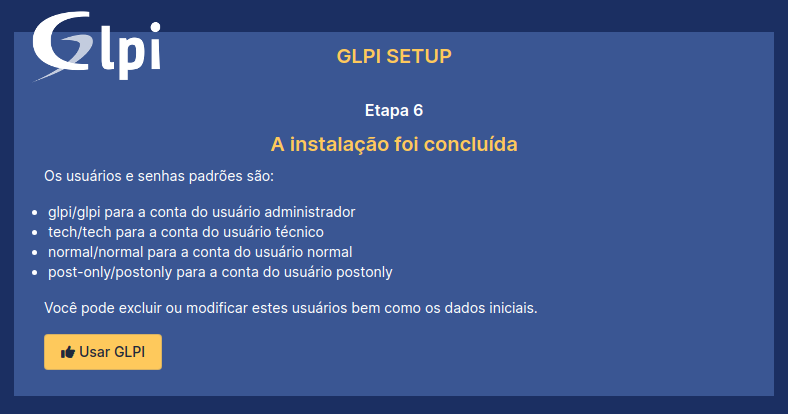 Glpi
GLPI SETUP
Etapa 6
A instalação foi concluída
Os usuários e senhas padrões são:
glpi/glpi para a conta do usuário administrador
tech/tech para a conta do usuário técnico
normal/normal para a conta do usuário normal
post-only/postonly para a conta do usuário postonly
Você pode excluir ou modificar estes usuários bem como os dados iniciais.
Usar GLPI